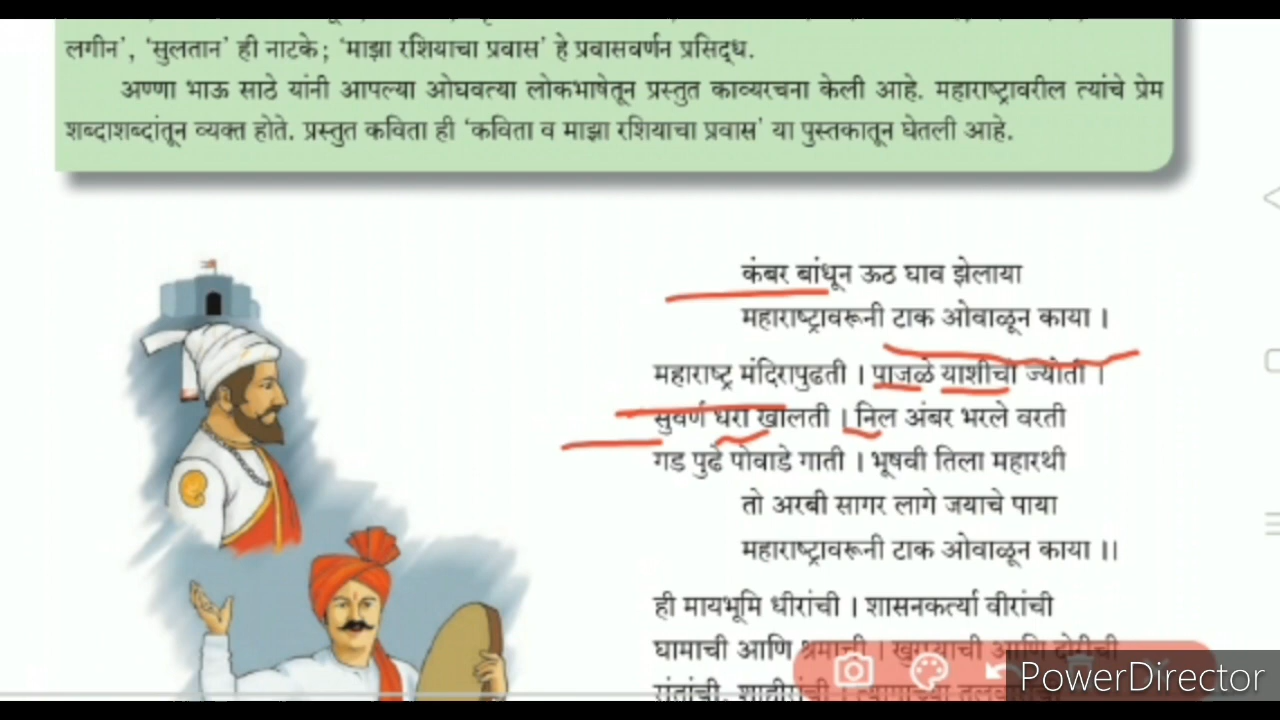 लगीन’, ‘सुलतान’ ही नाटके; ‘माझा रशियाचा प्रवास’ हे प्रवासवर्णन प्रसिद्ध.
अण्णा भाऊ साठे यांनी आपल्या ओघवत्या लोकभाषेतून प्रस्तुत काव्यरचना केली आहे. महाराष्ट्रावरील त्यांचे प्रेम
शब्दाशब्दांतून व्यक्त होते. प्रस्तुत कविता ही ‘कविता व माझा रशियाचा प्रवास’ या पुस्तकातून घेतली आहे.
कंबर बांधून ऊठ घाव झेलाया
महाराष्ट्रावरूनी टाक ओवाळून काया ।
महाराष्ट्र मंदिरापुढती । पाजळे याशीचा ज्योती ।
सुवर्ण धरा खालती । निल अंबर भरले वरती
गड पुढे पोवाडे गाती । भूषवी तिला महारथी
तो अरबी सागर लागे जयाचे पाया
महाराष्ट्रावरूनी टाक ओवाळून काया ।।
ही मायभूमि धीरांची । शासनकर्त्या वीरांची
घामाची आणि श्रमाची । खुरप्याची आणि दोरीची
संतांची, शाहीरांची । त्यागाच्या
PowerDirector